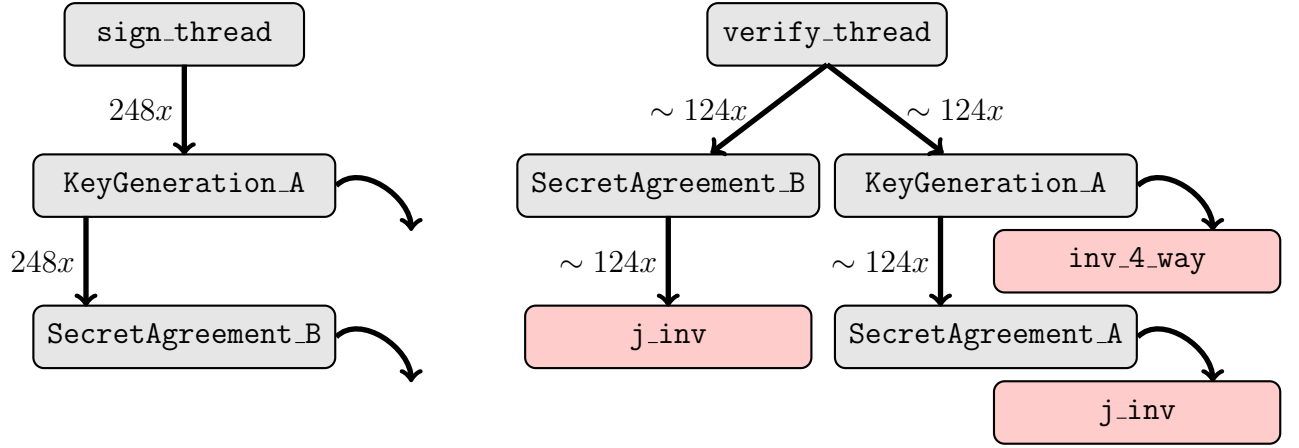 sign_thread
248x
KeyGeneration_A
248x
SecretAgreement_B
verify_thread
∼ 124x
∼ 124x
SecretAgreement_B
KeyGeneration_A
∼ 124x
∼ 124x
inv_4_way
j_inv
SecretAgreement_A
j_inv